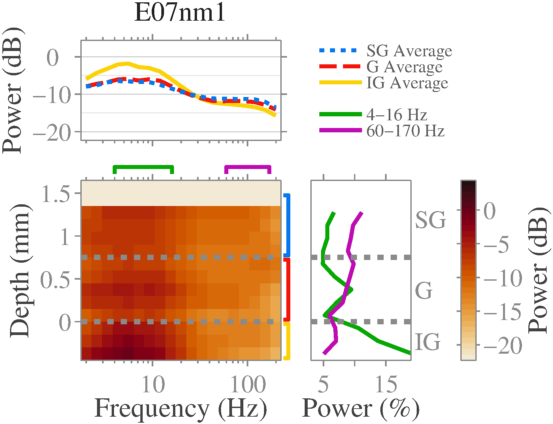 E07nm1
Power (dB)
0
−10
−20
SG Average
G Average
IG Average
4−16 Hz
60−170 Hz
Depth (mm)
1.5
1
0.5
0
10
100
Frequency (Hz)
SG
G
IG
5
15
Power (%)
0
−5
−10
−15
−20
Power (dB)